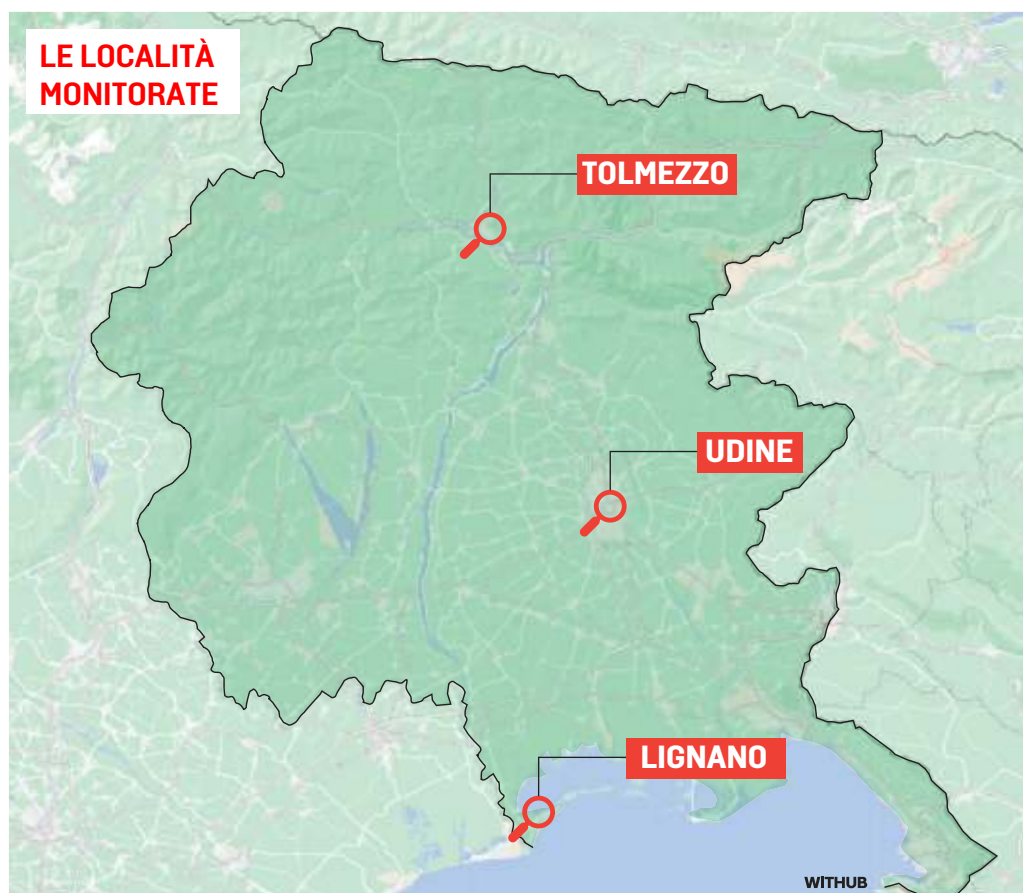 LE LOCALITÀ
MONITORATE
TOLMEZZO
UDINE
LIGNANO
WITHUB